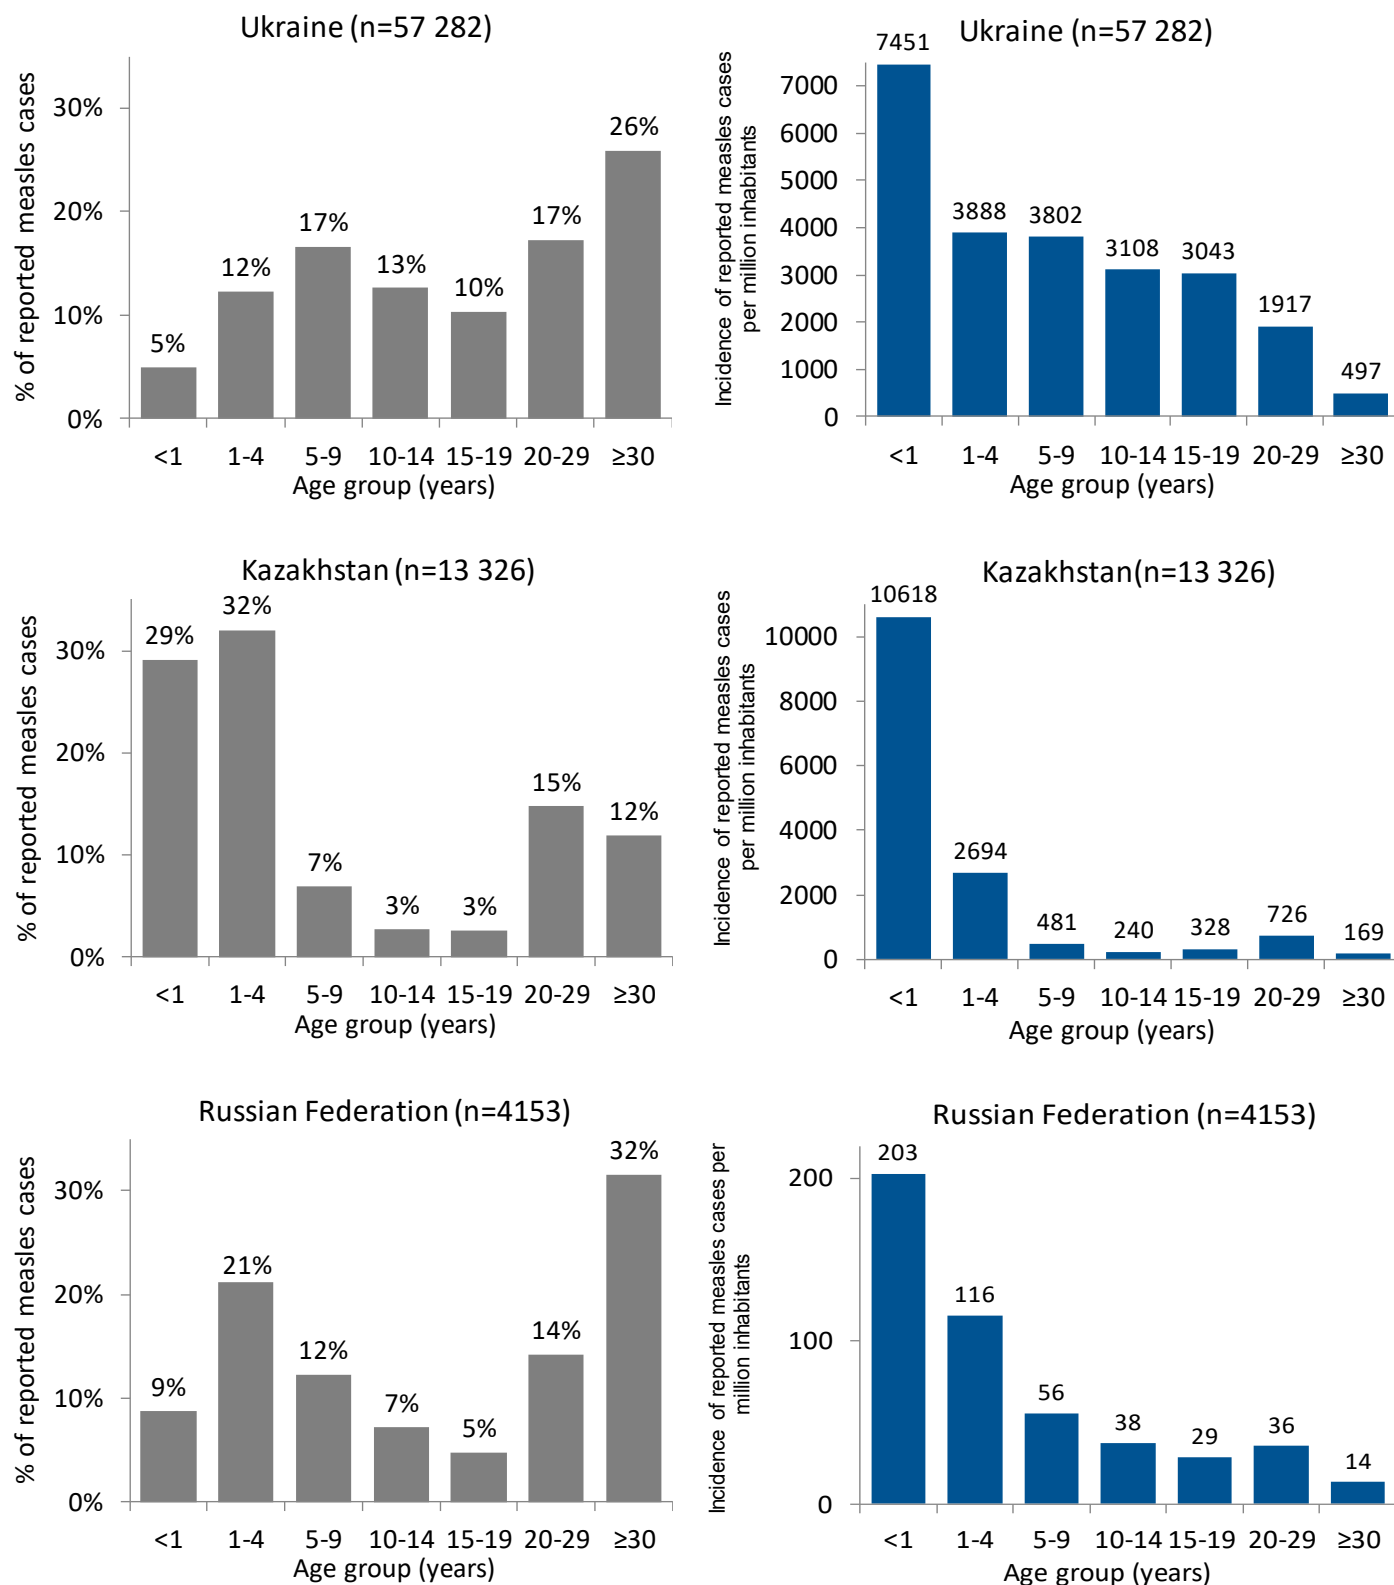 Ukraine (n=57 282)
% of reported measles cases
30%
20%
10%
0%
5%
12%
17%
13%
10%
17%
26%
<1 1-4 5-9 10-14 15-19 20-29 ≥30
Age group (years)
Ukraine (n=57 282)
Incidence of reported measles cases
per million inhabitants
7000
6000
5000
4000
3000
2000
1000
0
7451
3888
3802
3108
3043
1917
497
<1 1-4 5-9 10-14 15-19 20-29 ≥30
Age group (years)
Kazakhstan (n=13 326)
% of reported measles cases
30%
20%
10%
0%
29%
32%
7%
3%
3%
15%
12%
<1 1-4 5-9 10-14 15-19 20-29 ≥30
Age group (years)
Kazakhstan(n=13 326)
Incidence of reported measles cases
per million inhabitants
10000
8000
6000
4000
2000
0
10618
2694
481
240
328
726
169
<1 1-4 5-9 10-14 15-19 20-29 ≥30
Age group (years)
Russian Federation (n=4153)
% of reported measles cases
30%
20%
10%
0%
9%
21%
12%
7%
5%
14%
32%
<1 1-4 5-9 10-14 15-19 20-29 ≥30
Age group (years)
Russian Federation (n=4153)
Incidence of reported measles cases per
million inhabitants
200
100
0
203
116
56
38
29
36
14
<1 1-4 5-9 10-14 15-19 20-29 ≥30
Age group (years)